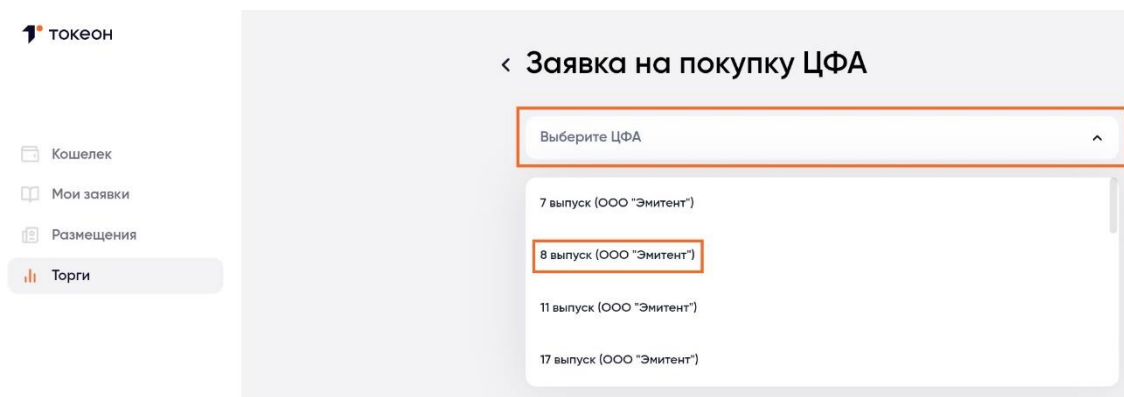 токеон
Кошелек
Мои заявки
Размещения
Торги
Заявка на покупку ЦФА
Выберите ЦФА
7 выпуск (ООО "Эмитент")
8 выпуск (ООО "Эмитент")
11 выпуск (ООО "Эмитент")
17 выпуск (ООО "Эмитент")